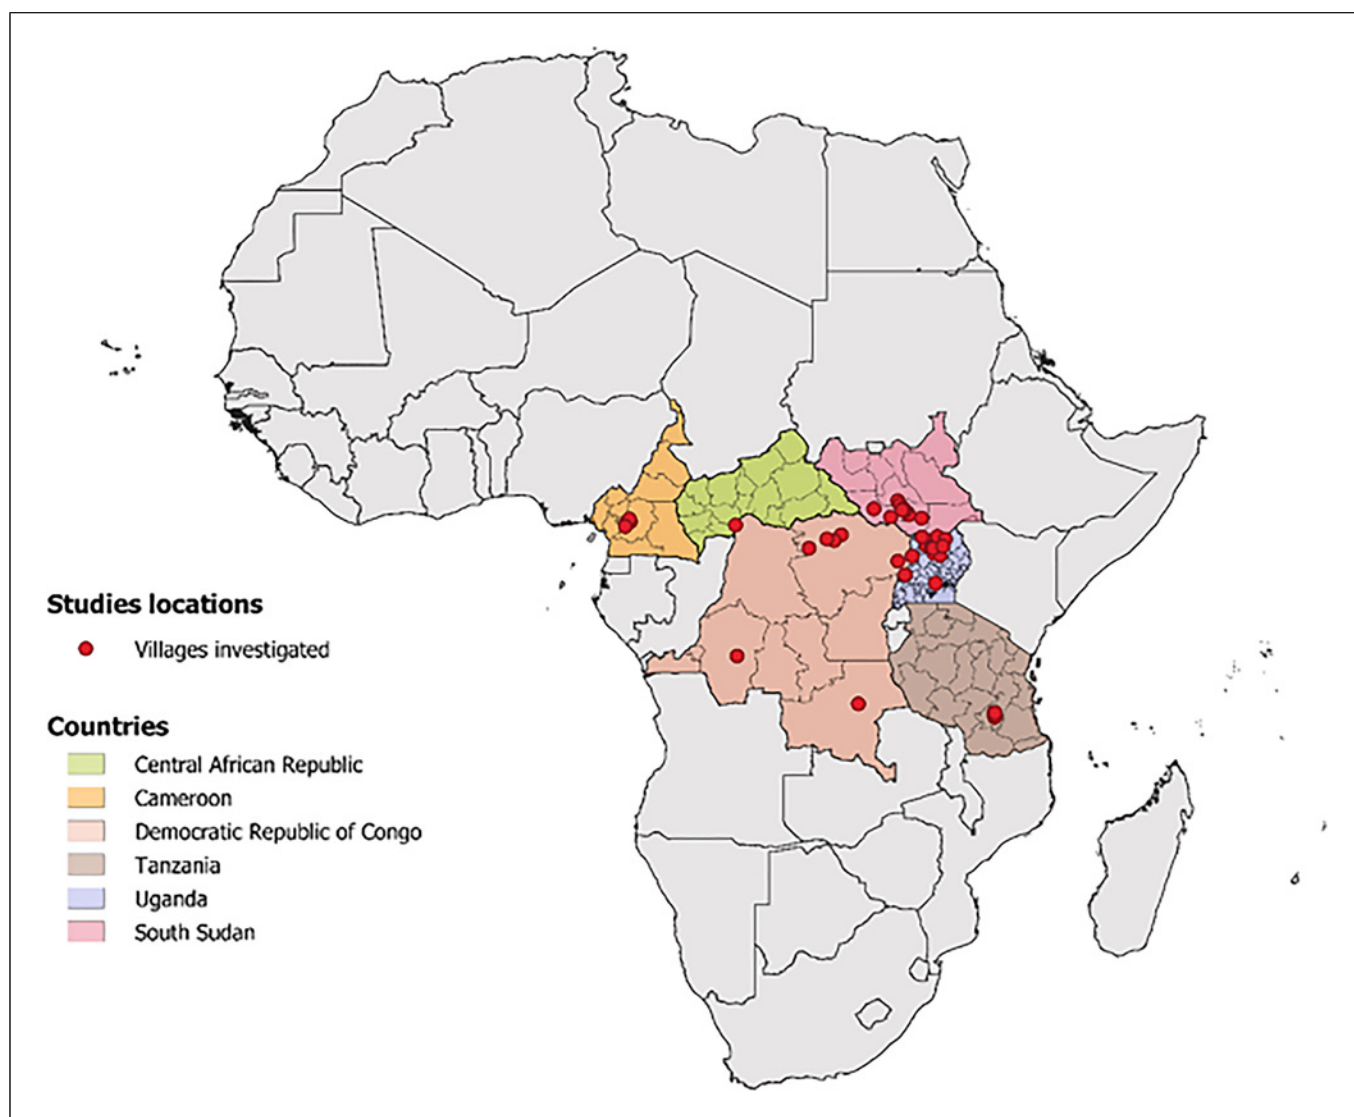 Studies locations
Villages investigated
Countries
Central African Republic
Cameroon
Democratic Republic of Congo
Tanzania
Uganda
South Sudan